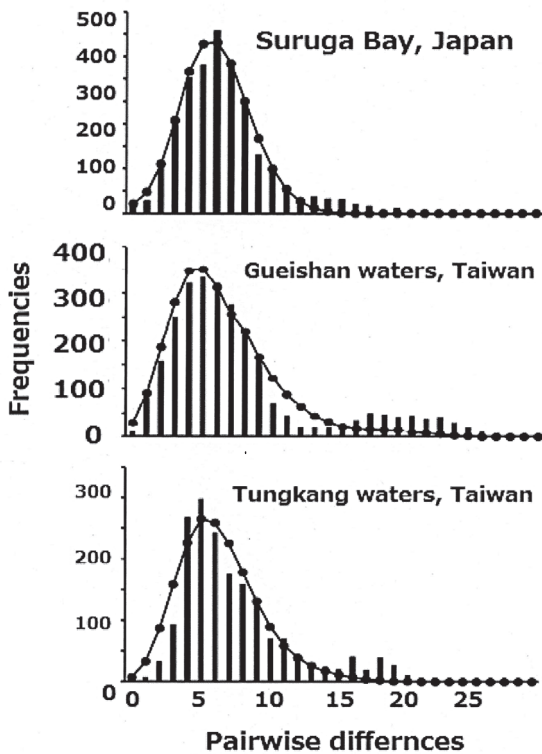 500
Suruga Bay, Japan
400
300
200
100
0
400
Gueishan waters, Taiwan
300
200
100
0
Frequencies
300
Tungkang waters, Taiwan
200
100
0
0 5 10 15 20 25
Pairwise differnces